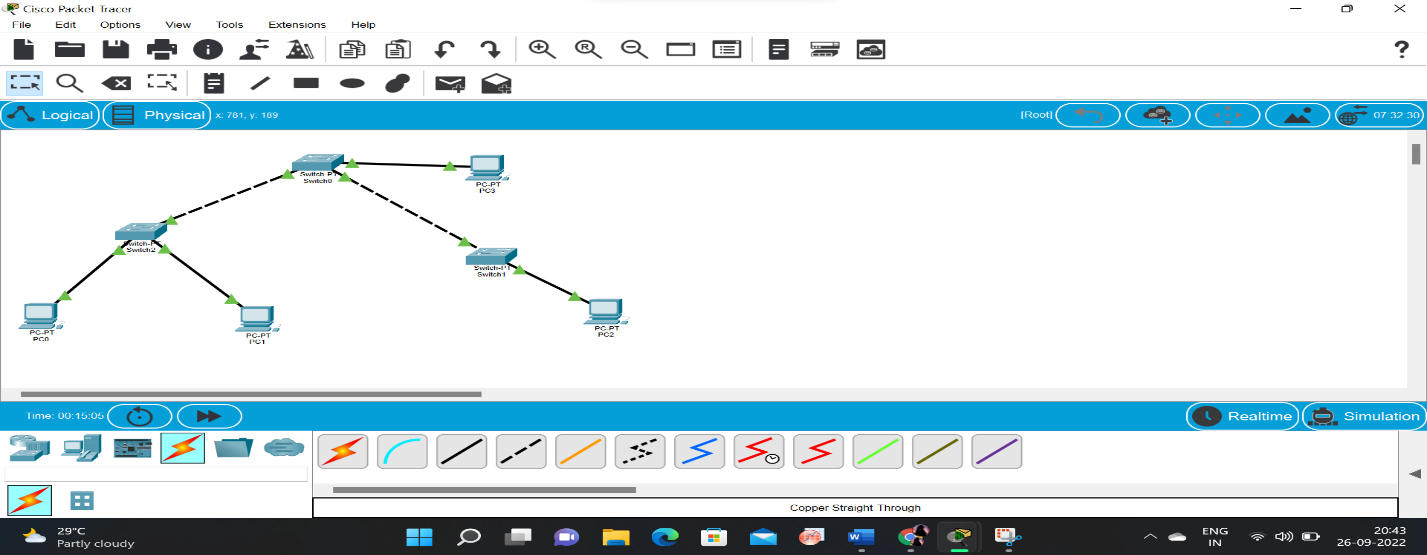 Cisco Packet Tracer
File Edit Options View Tools Extensions Help
R
?
Logical Physical x: 781, y: 189 [Root] 07:32:30
Switch-PT
Switch0
PC-PT
PC3
Switch-PT
Switch2
Switch-PT
Switch1
PC-PT
PC0
PC-PT
PC1
PC-PT
PC2
Time: 00:15:05 Realtime Simulation
Copper Straight Through
29°C
Partly cloudy
ENG
IN
20:43
26-09-2022